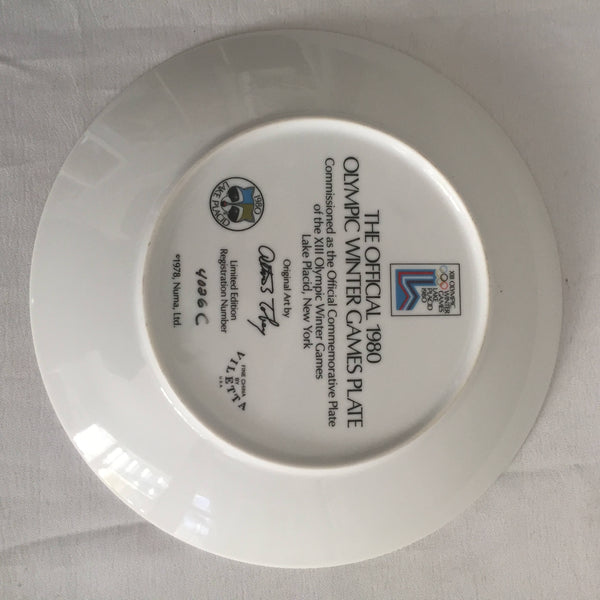 XIII OLYMPIC
WINTER
GAMES
LAKE
PLACID
1980
THE OFFICIAL 1980
OLYMPIC WINTER GAMES PLATE
Commissioned as the Official Commemorative Plate
of the XIII Olympic Winter Games
Lake Placid, New York
Original Art by
1980
LAKE PLACID
Limited Edition
Registration Number
4026 C
FINE CHINA
BY
VILETTA
U.S.A.
©1978, Numa, Ltd.